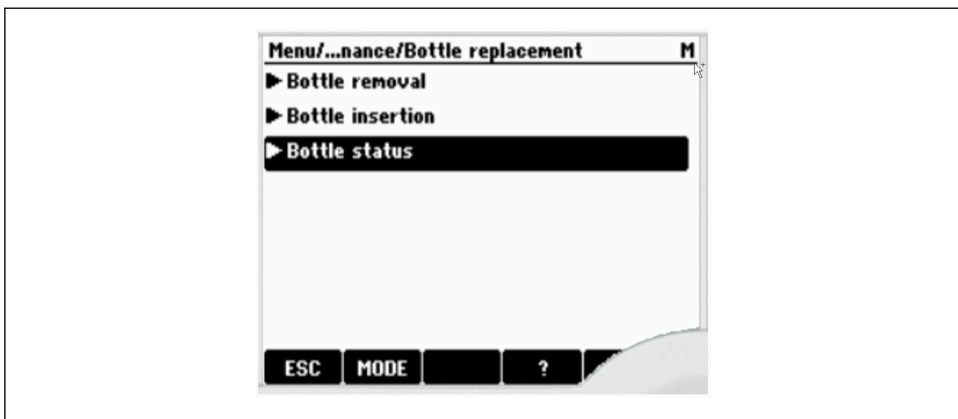 Menu/...nance/Bottle replacement M
Bottle removal
Bottle insertion
Bottle status
ESC MODE ?